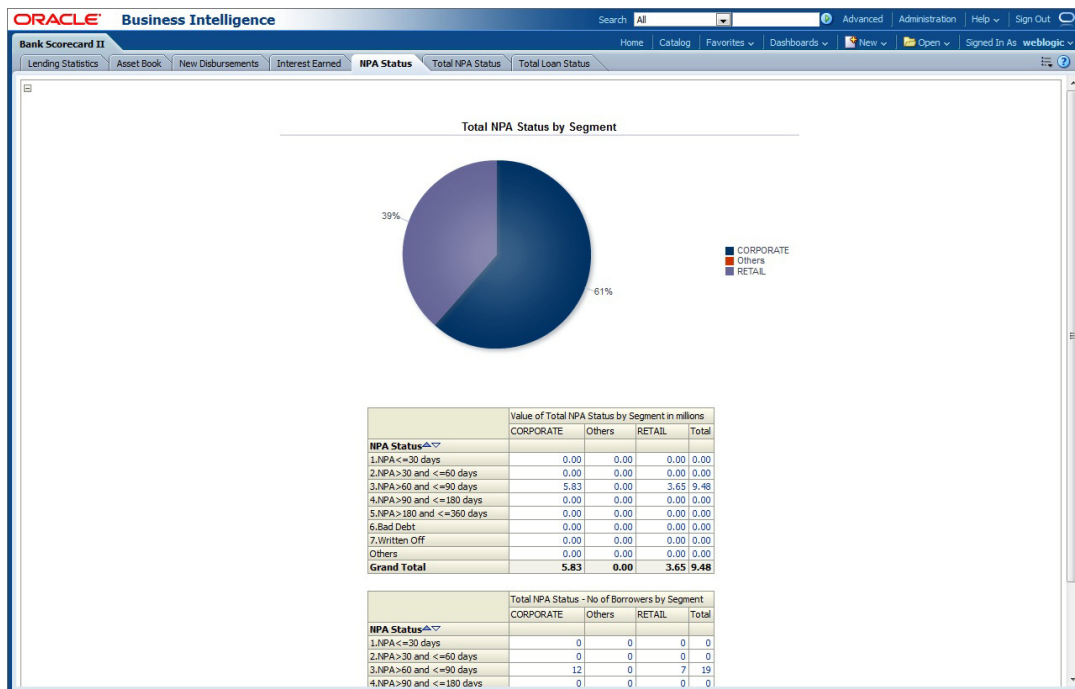 ORACLE Business Intelligence Search All Advanced Administration Help Sign Out
Bank Scorecard II Home Catalog Favorites Dashboards New Open Signed In As weblogic
Lending Statistics Asset Book New Disbursements Interest Earned NPA Status Total NPA Status Total Loan Status
Total NPA Status by Segment
39%
CORPORATE
Others
RETAIL
61%
Value of Total NPA Status by Segment in millions
CORPORATE Others RETAIL Total
NPA Status
1.NPA<=30 days 0.00 0.00 0.00 0.00
2.NPA>30 and <=60 days 0.00 0.00 0.00 0.00
3.NPA>60 and <=90 days 5.83 0.00 3.65 9.48
4.NPA>90 and <=180 days 0.00 0.00 0.00 0.00
5.NPA>180 and <=360 days 0.00 0.00 0.00 0.00
6.Bad Debt 0.00 0.00 0.00 0.00
7.Written Off 0.00 0.00 0.00 0.00
Others 0.00 0.00 0.00 0.00
Grand Total 5.83 0.00 3.65 9.48
Total NPA Status - No of Borrowers by Segment
CORPORATE Others RETAIL Total
NPA Status
1.NPA<=30 days 0 0 0 0
2.NPA>30 and <=60 days 0 0 0 0
3.NPA>60 and <=90 days 12 0 7 19
4.NPA>90 and <=180 days 0 0 0 0